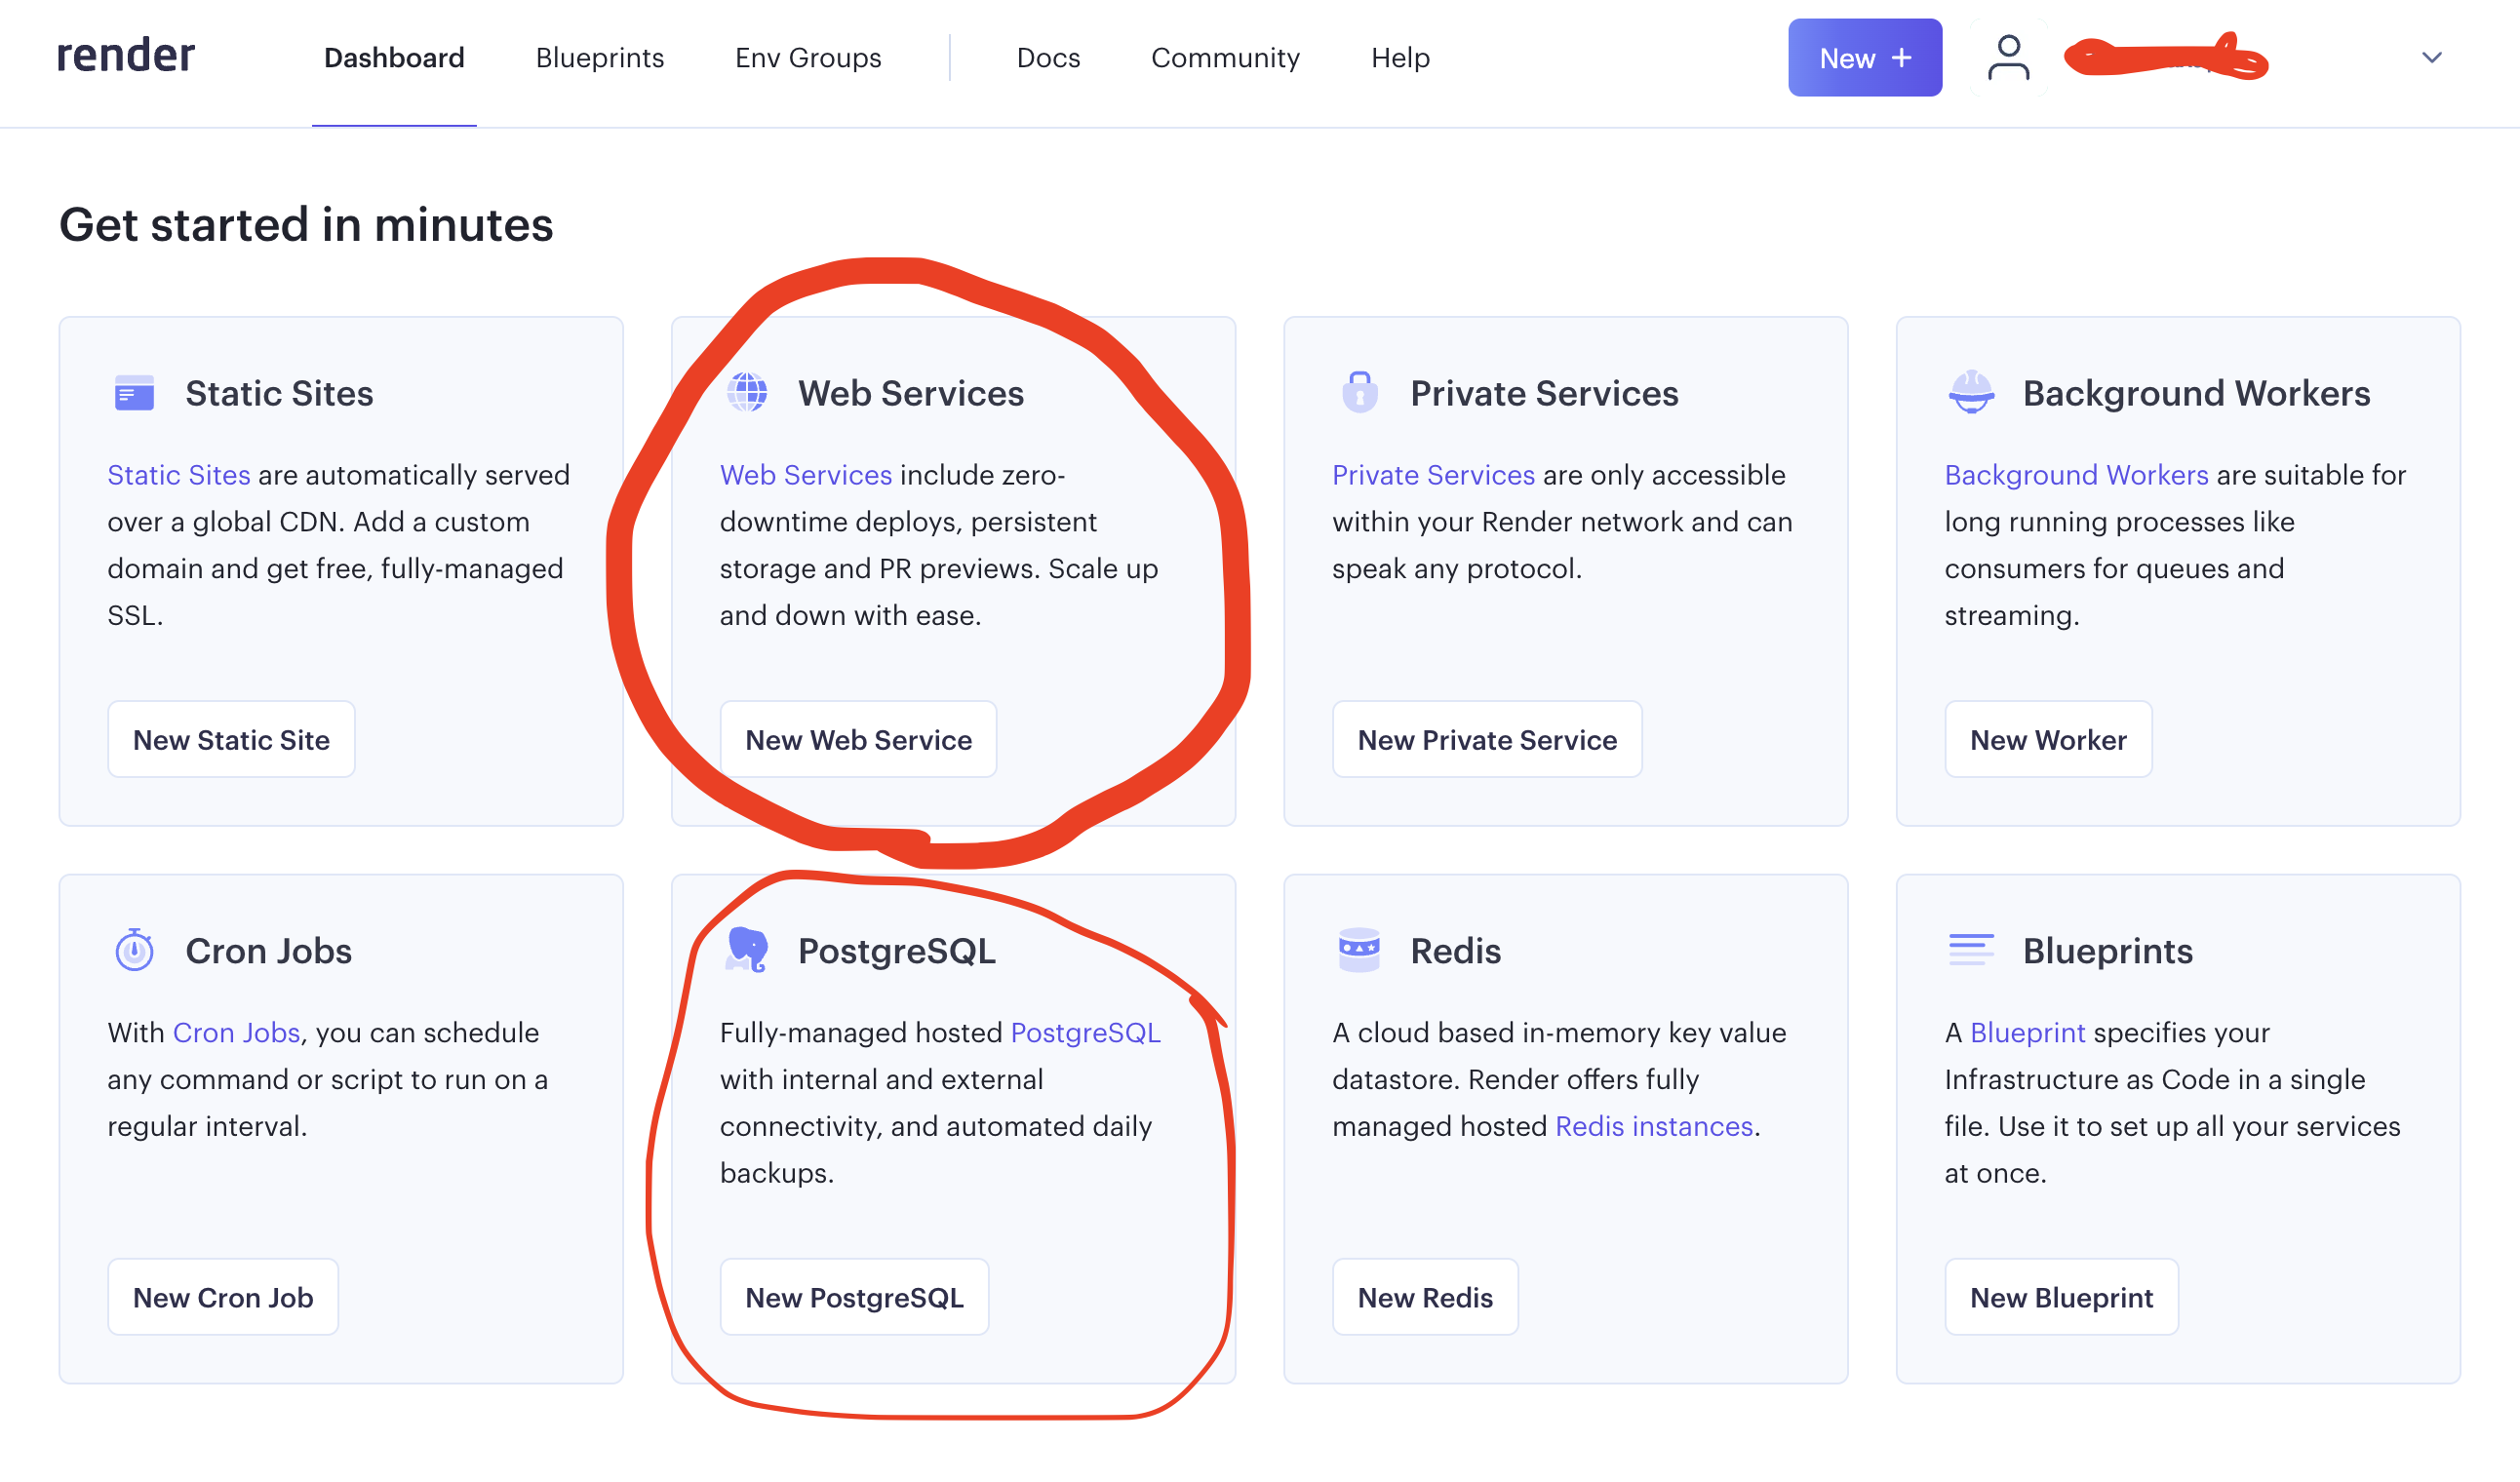 render
Dashboard
Blueprints
Env Groups
Docs
Community
Help
New +
Get started in minutes
Static Sites
Static Sites are automatically served
over a global CDN. Add a custom
domain and get free, fully-managed
SSL.
New Static Site
Web Services
Web Services include zero-
downtime deploys, persistent
storage and PR previews. Scale up
and down with ease.
New Web Service
Private Services
Private Services are only accessible
within your Render network and can
speak any protocol.
New Private Service
Background Workers
Background Workers are suitable for
long running processes like
consumers for queues and
streaming.
New Worker
Cron Jobs
With Cron Jobs, you can schedule
any command or script to run on a
regular interval.
New Cron Job
PostgreSQL
Fully-managed hosted PostgreSQL
with internal and external
connectivity, and automated daily
backups.
New PostgreSQL
Redis
A cloud based in-memory key value
datastore. Render offers fully
managed hosted Redis instances.
New Redis
Blueprints
A Blueprint specifies your
Infrastructure as Code in a single
file. Use it to set up all your services
at once.
New Blueprint